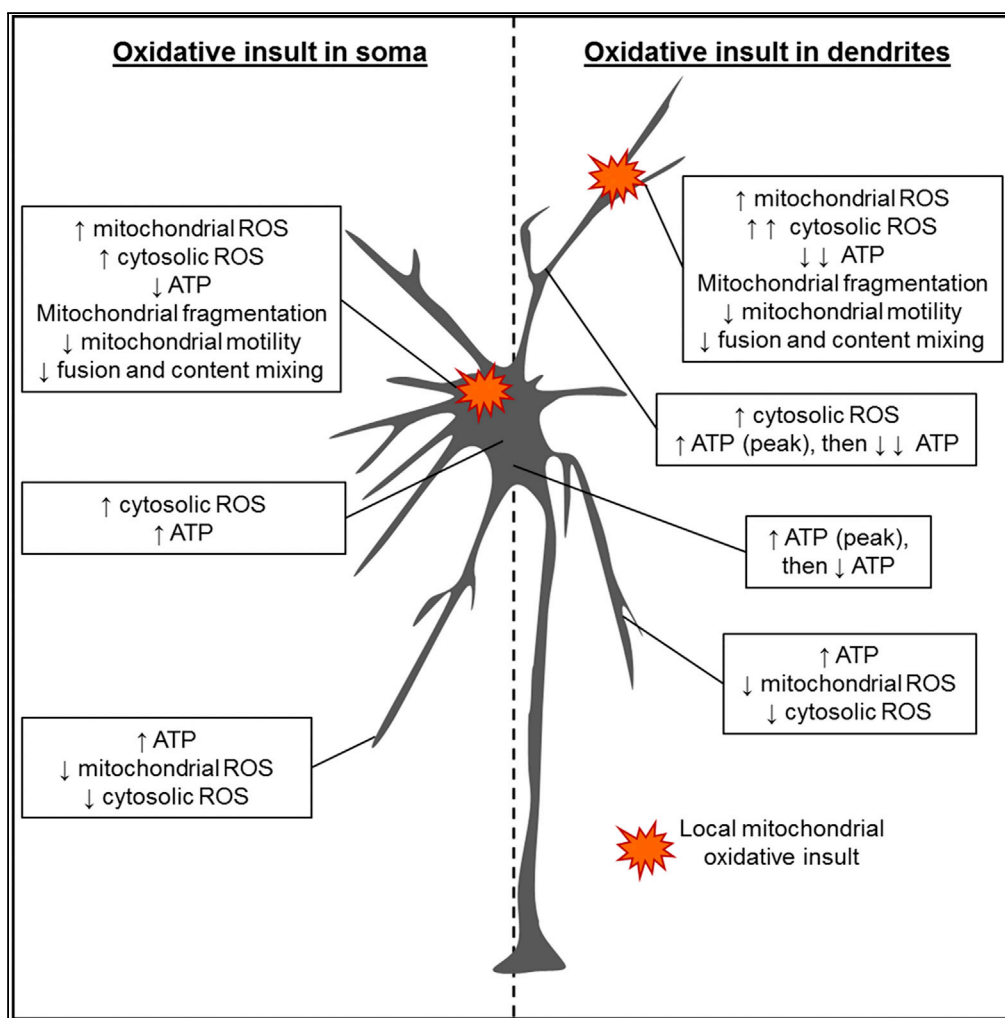 Oxidative insult in soma
Oxidative insult in dendrites
↑ mitochondrial ROS
↑ cytosolic ROS
↓ ATP
Mitochondrial fragmentation
↓ mitochondrial motility
↓ fusion and content mixing
↑ cytosolic ROS
↑ ATP
↑ ATP
↓ mitochondrial ROS
↓ cytosolic ROS
↑ mitochondrial ROS
↑ ↑ cytosolic ROS
↓ ↓ ATP
Mitochondrial fragmentation
↓ mitochondrial motility
↓ fusion and content mixing
↑ cytosolic ROS
↑ ATP (peak), then ↓ ↓ ATP
↑ ATP (peak),
then ↓ ATP
↑ ATP
↓ mitochondrial ROS
↓ cytosolic ROS
Local mitochondrial
oxidative insult